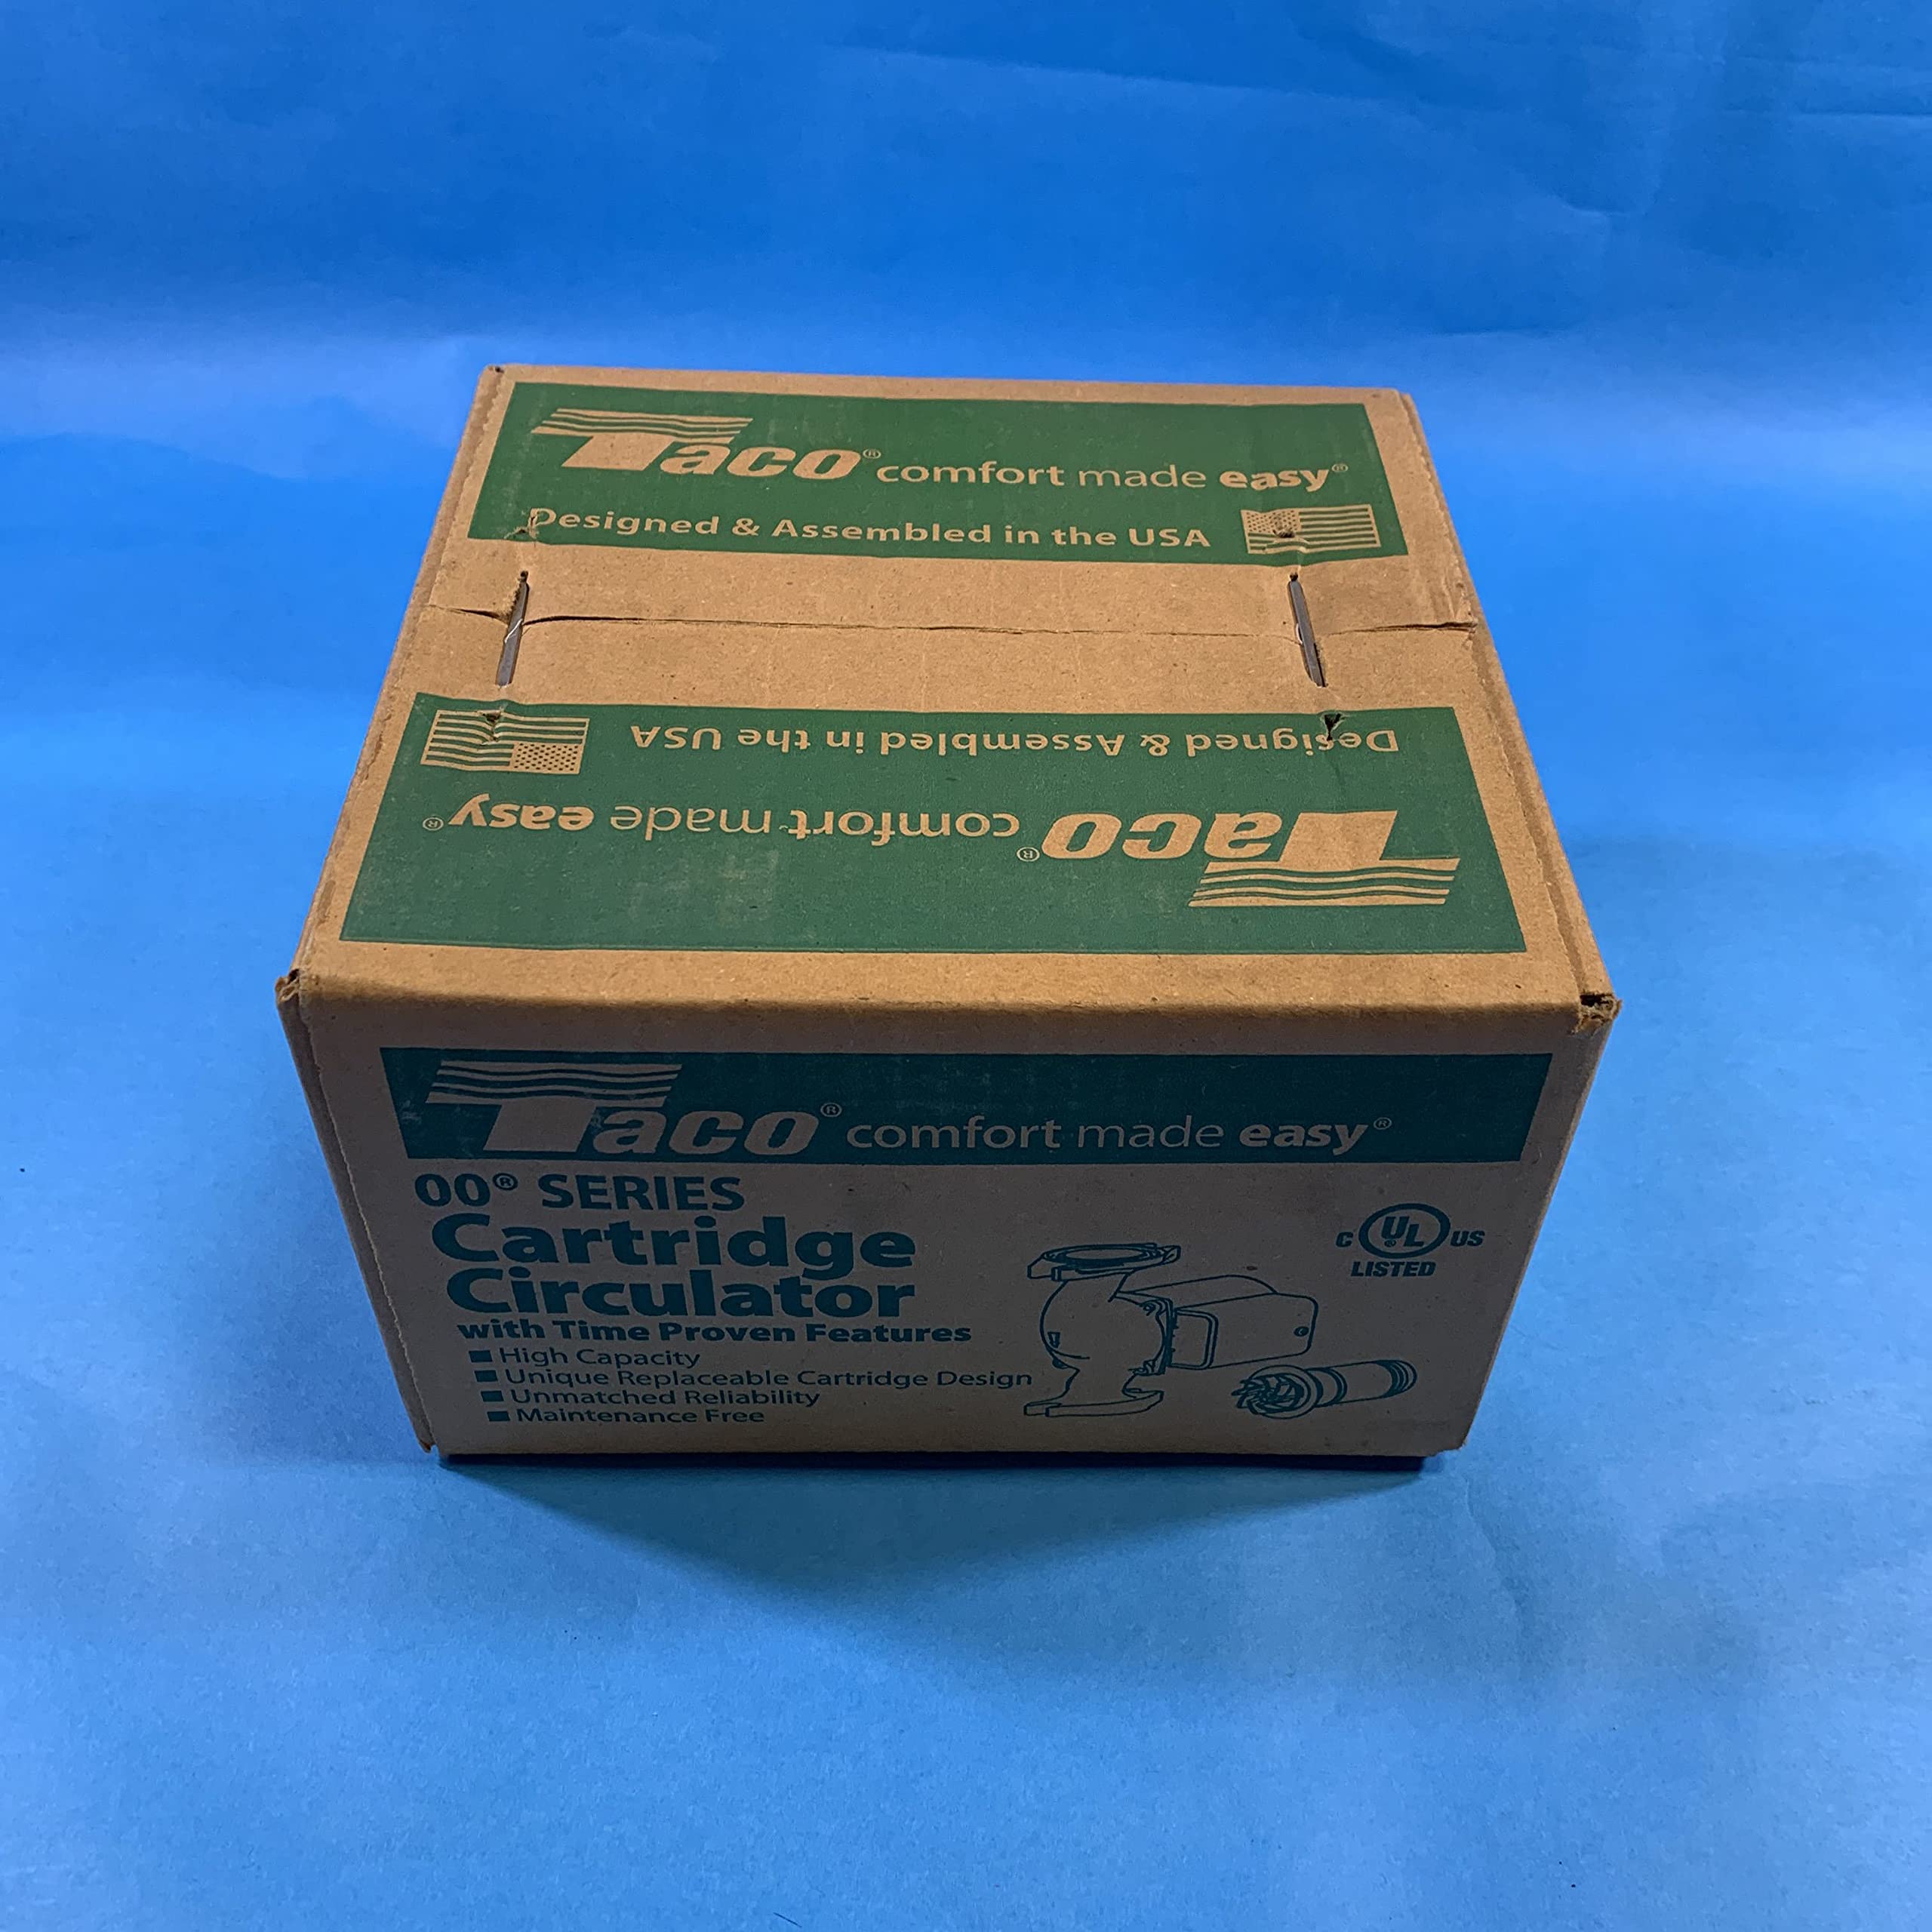 Taco® comfort made easy®
Designed & Assembled in the USA
Designed & Assembled in the USA
Taco® comfort made easy®
Taco® comfort made easy®
00® SERIES
Cartridge
Circulator
with Time Proven Features
■ High Capacity
■ Unique Replaceable Cartridge Design
■ Unmatched Reliability
■ Maintenance Free
C UL® US
LISTED